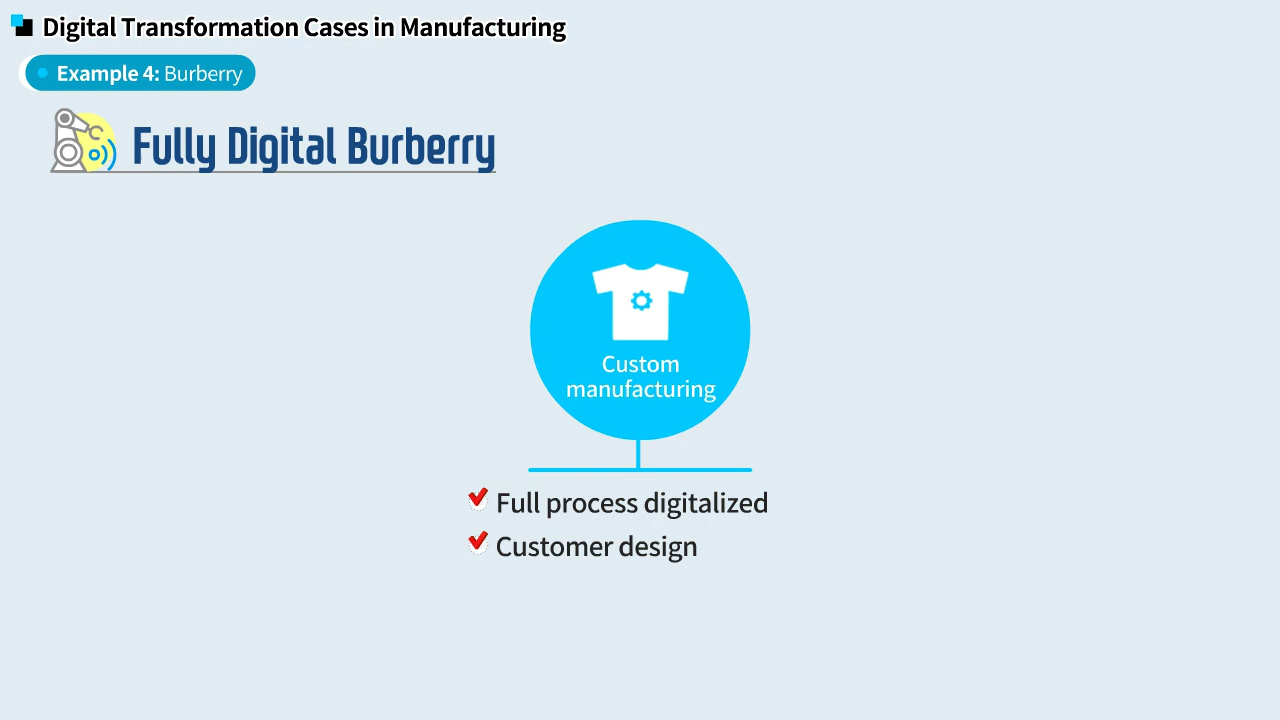 Digital Transformation Cases in Manufacturing
Example 4: Burberry
Fully Digital Burberry
Custom
manufacturing
Full process digitalized
Customer design